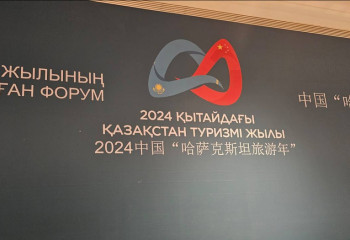 ЖЫЛЫНЫҢ
ҒАН ФОРУМ
2024 ҚЫТАЙДАҒЫ
ҚАЗАҚСТАН ТУРИЗМІ ЖЫЛЫ
2024中国“哈萨克斯坦旅游年”
中国“哈